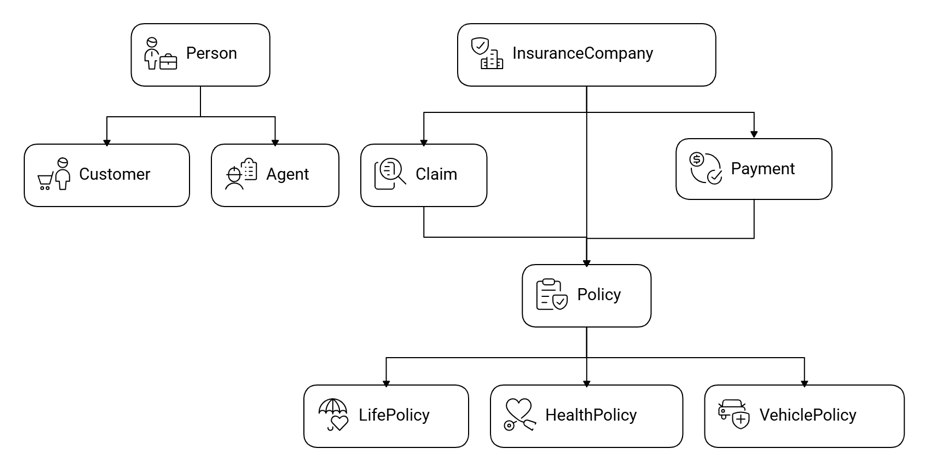 Person
InsuranceCompany
Customer
Agent
Claim
Payment
Policy
LifePolicy
HealthPolicy
VehiclePolicy